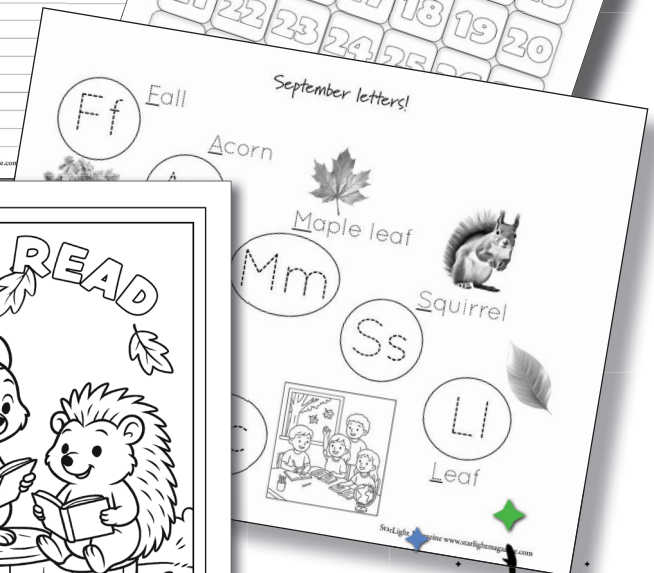 18
19
20
22
23
24
25
September letters!
Ff
Fall
Acorn
Maple leaf
Mm
Squirrel
Ss
Ll
Leaf
READ
StarLight www.starlightmagazine.com